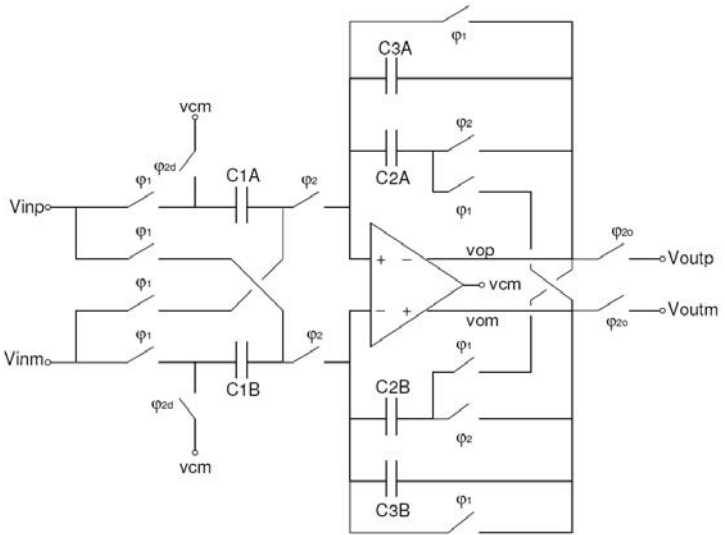 φ1
C3A
vcm
φ2
φ2d
C1A
C2A
φ1
φ2
φ1
Vinp
φ1
φ2o
vop
Voutp
+ −
vcm
φ1
− +
vom
Voutm
φ1
φ2
φ1
φ2o
Vinm
C1B
C2B
φ2d
φ2
vcm
C3B
φ1